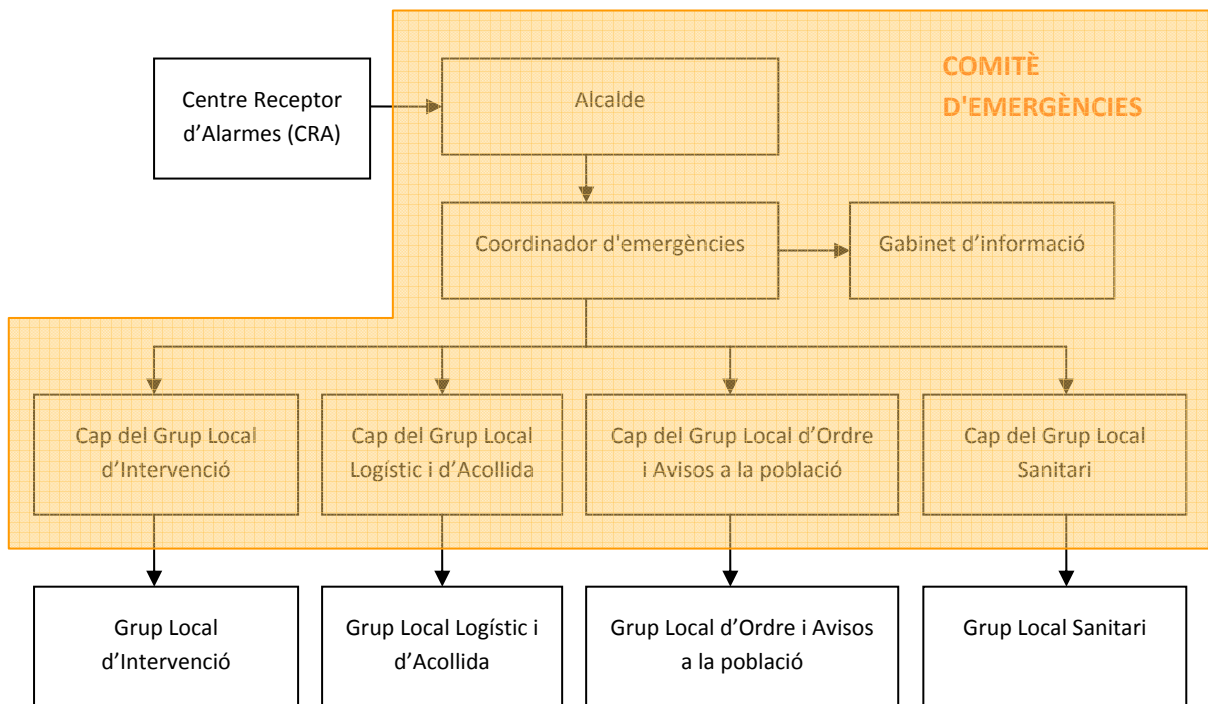 COMITÈ
D'EMERGÈNCIES
Centre Receptor
d’Alarmes (CRA)
Alcalde
Coordinador d'emergències
Gabinet d’informació
Cap del Grup Local
d’Intervenció
Cap del Grup Local
Logístic i d’Acollida
Cap del Grup Local d’Ordre
i Avisos a la població
Cap del Grup Local
Sanitari
Grup Local
d’Intervenció
Grup Local Logístic i
d’Acollida
Grup Local d’Ordre i Avisos
a la població
Grup Local Sanitari